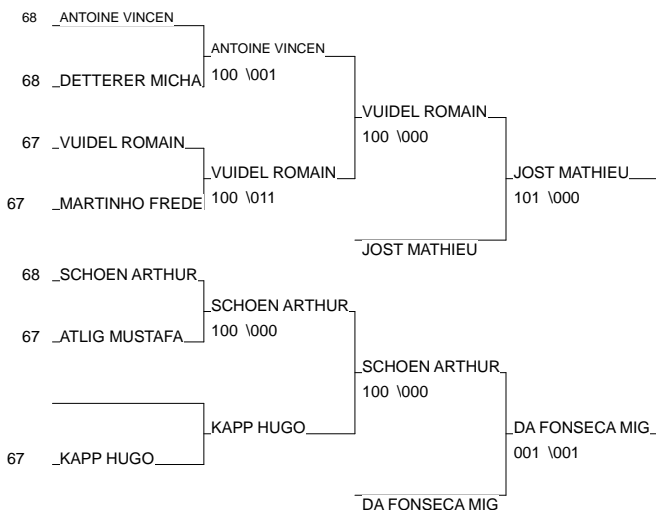 68 ANTOINE VINCEN
ANTOINE VINCEN
100 \001
68 DETTERER MICHA
VUIDEL ROMAIN
100 \000
67 VUIDEL ROMAIN
VUIDEL ROMAIN
100 \011
JOST MATHIEU
101 \000
67 MARTINHO FREDE
JOST MATHIEU
68 SCHOEN ARTHUR
SCHOEN ARTHUR
100 \000
67 ATLIG MUSTAFA
SCHOEN ARTHUR
100 \000
KAPP HUGO
DA FONSECA MIG
001 \001
67 KAPP HUGO
DA FONSECA MIG